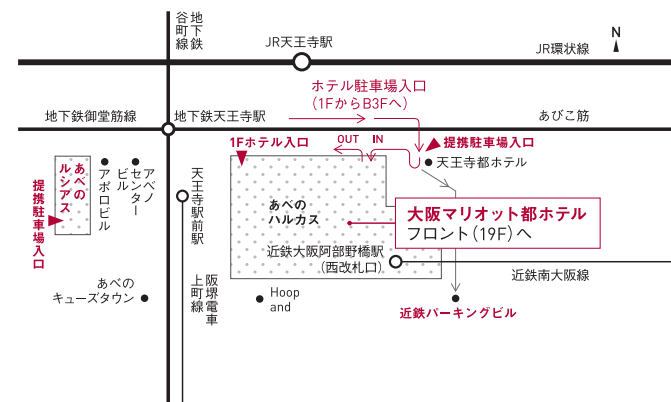 地下鉄
谷町線
JR天王寺駅
JR環状線
N
ホテル駐車場入口
(1FからB3Fへ)
地下鉄御堂筋線
地下鉄天王寺駅
あびこ筋
1Fホテル入口
OUT
IN
提携駐車場入口
天王寺都ホテル
あべの
ルシアス
提携駐車場入口
アポロビル
アベノ
センター
ビル
天王寺駅前駅
あべの
ハルカス
大阪マリオット都ホテル
フロント(19F)へ
近鉄大阪阿部野橋駅
(西改札口)
近鉄南大阪線
あべの
キューズタウン
阪堺電車
上町線
Hoop
and
近鉄パーキングビル